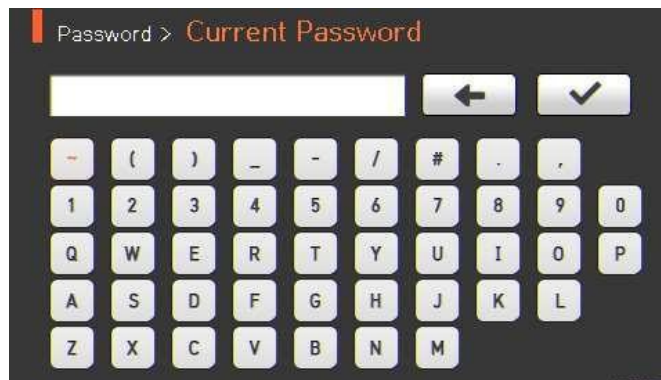 Password > Current Password
~ ( ) _ - / # . ,
1 2 3 4 5 6 7 8 9 0
Q W E R T Y U I O P
A S D F G H J K L
Z X C V B N M